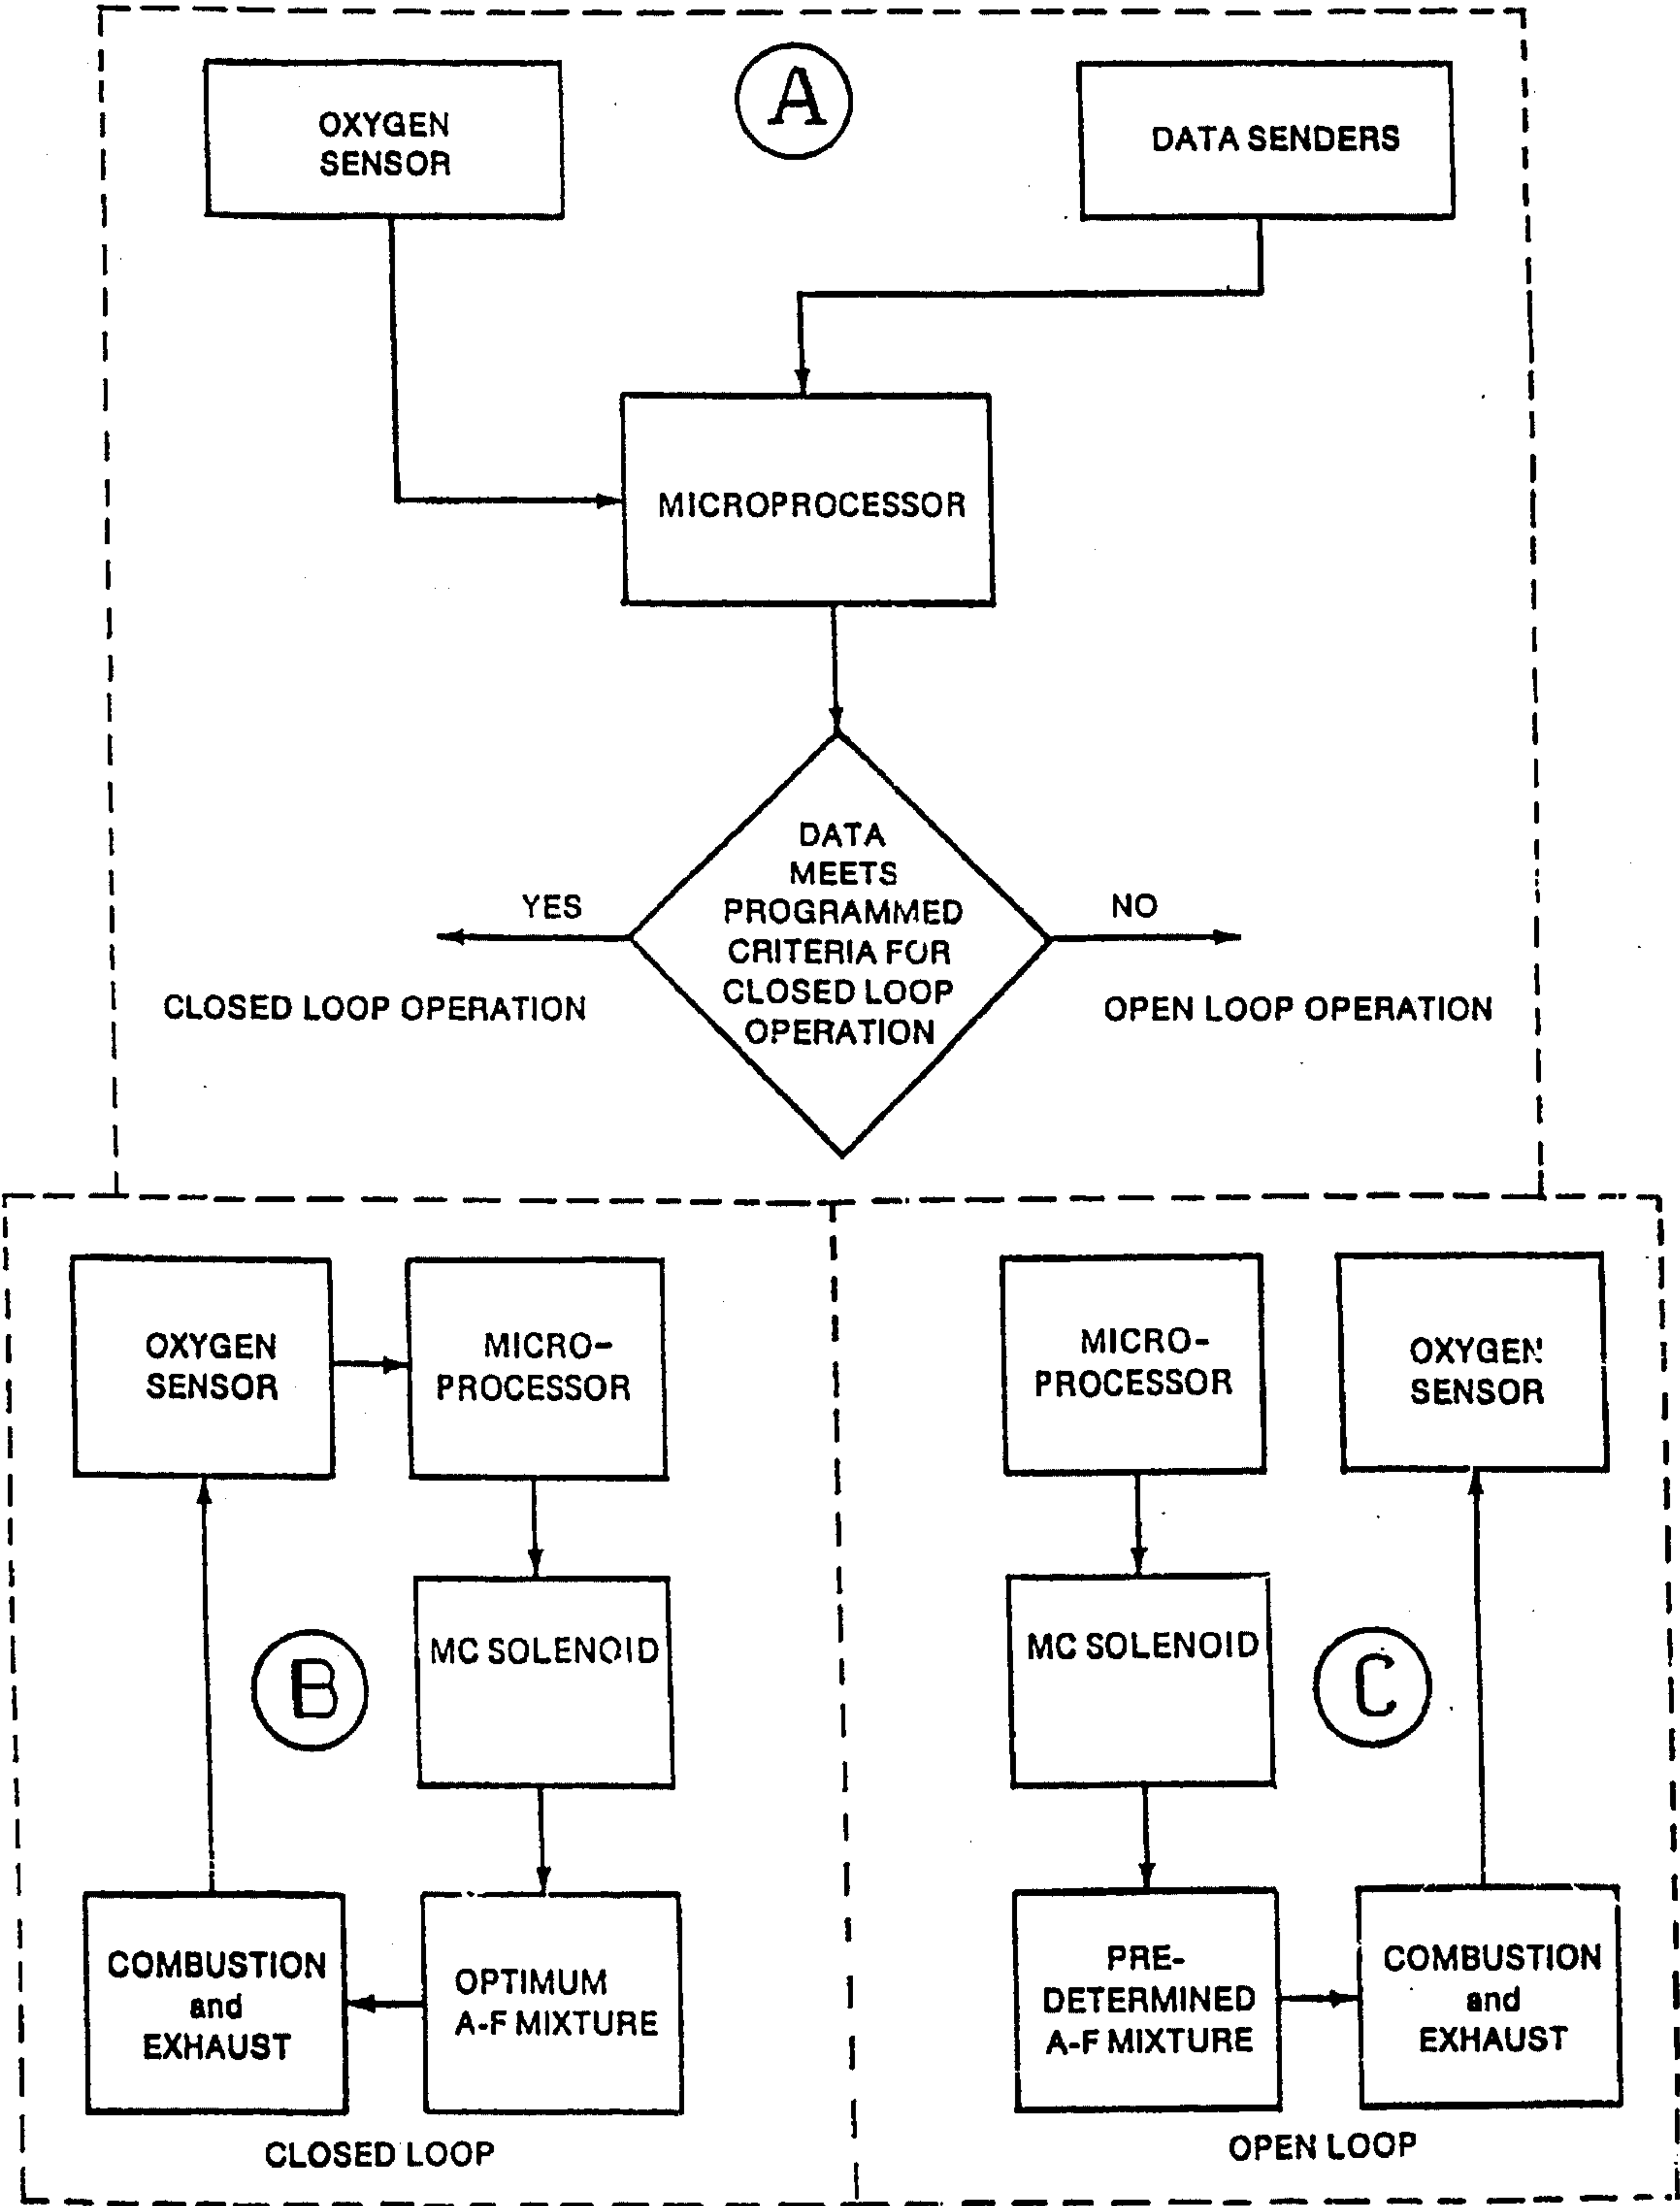 A
OXYGEN
SENSOR
DATA SENDERS
MICROPROCESSOR
DATA
MEETS
PROGRAMMED
CRITERIA FOR
CLOSED LOOP
OPERATION
YES
NO
CLOSED LOOP OPERATION
OPEN LOOP OPERATION
OXYGEN
SENSOR
MICRO-
PROCESSOR
MC SOLENOID
B
COMBUSTION
and
EXHAUST
OPTIMUM
A-F MIXTURE
CLOSED LOOP
MICRO-
PROCESSOR
OXYGEN
SENSOR
MC SOLENOID
C
PRE-
DETERMINED
A-F MIXTURE
COMBUSTION
and
EXHAUST
OPEN LOOP